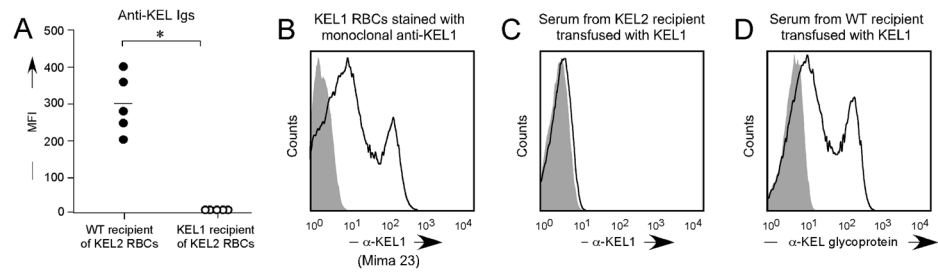 A
Anti-KEL Igs
*
500
400
300
200
100
0
MFI
WT recipient
of KEL2 RBCs
KEL1 recipient
of KEL2 RBCs
B
KEL1 RBCs stained with
monoclonal anti-KEL1
Counts
10⁰ 10¹ 10² 10³ 10⁴
α-KEL1
(Mima 23)
C
Serum from KEL2 recipient
transfused with KEL1
Counts
10⁰ 10¹ 10² 10³ 10⁴
α-KEL1
D
Serum from WT recipient
transfused with KEL1
Counts
10⁰ 10¹ 10² 10³ 10⁴
α-KEL glycoprotein